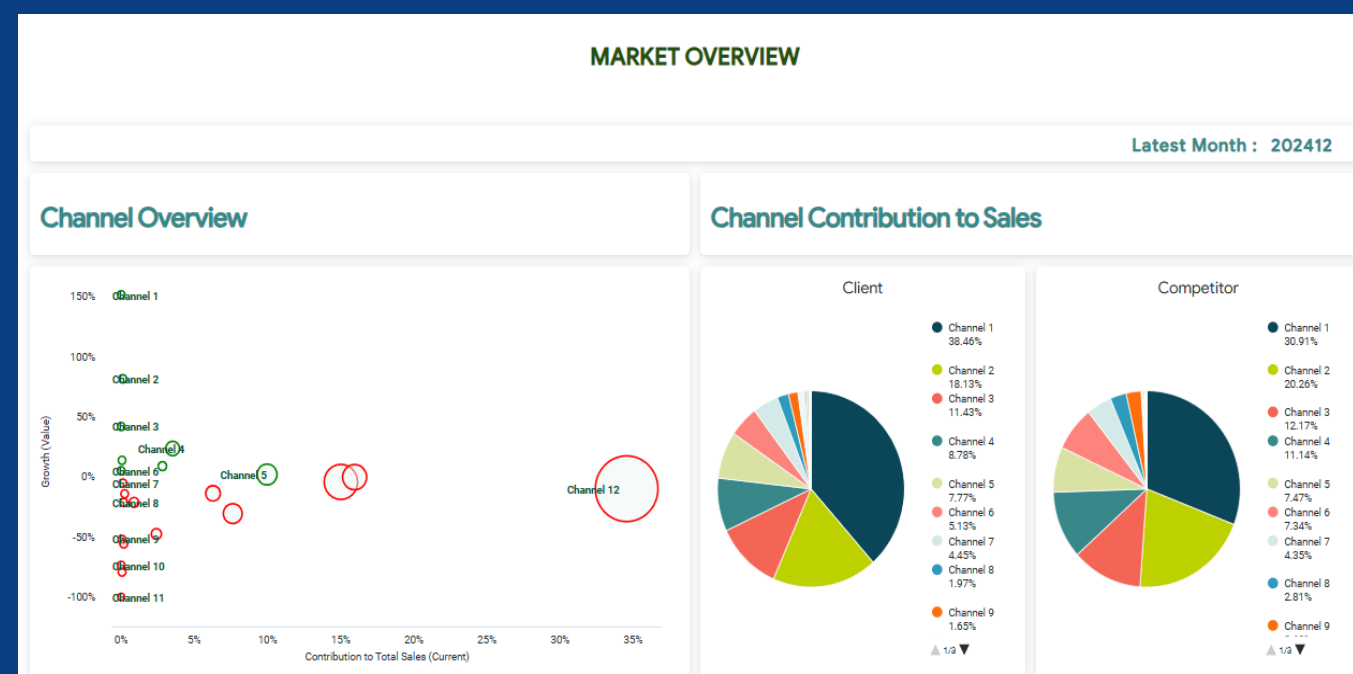 MARKET OVERVIEW
Latest Month : 202412
Channel Overview
Channel Contribution to Sales
Growth (Value)
150%
100%
50%
0%
-50%
-100%
Channel 1
Channel 2
Channel 3
Channel 4
Channel 5
Channel 6
Channel 7
Channel 8
Channel 9
Channel 10
Channel 11
Channel 12
0%
5%
10%
15%
20%
25%
30%
35%
Contribution to Total Sales (Current)
Client
Channel 1
38.46%
Channel 2
18.13%
Channel 3
11.43%
Channel 4
8.78%
Channel 5
7.77%
Channel 6
5.13%
Channel 7
4.45%
Channel 8
1.97%
Channel 9
1.65%
1/3
Competitor
Channel 1
30.91%
Channel 2
20.26%
Channel 3
12.17%
Channel 4
11.14%
Channel 5
7.47%
Channel 6
7.34%
Channel 7
4.35%
Channel 8
2.81%
Channel 9
1/3